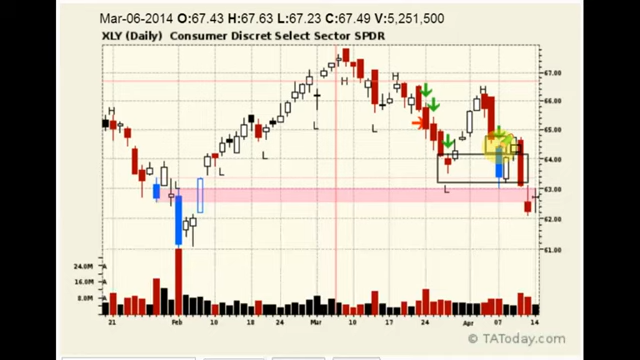 Mar-06-2014 O:67.43 H:67.63 L:67.23 C:67.49 V:5,251,500
XLY (Daily) Consumer Discret Select Sector SPDR
67.00
H
H
66.00
H
H
65.00
L
L
L
64.00
L
L
L
63.00
62.00
61.00
24.0M
16.0M
8.0M
21 Feb 10 18 24 Mar 10 17 24 Apr 07 14
© TAToday.com